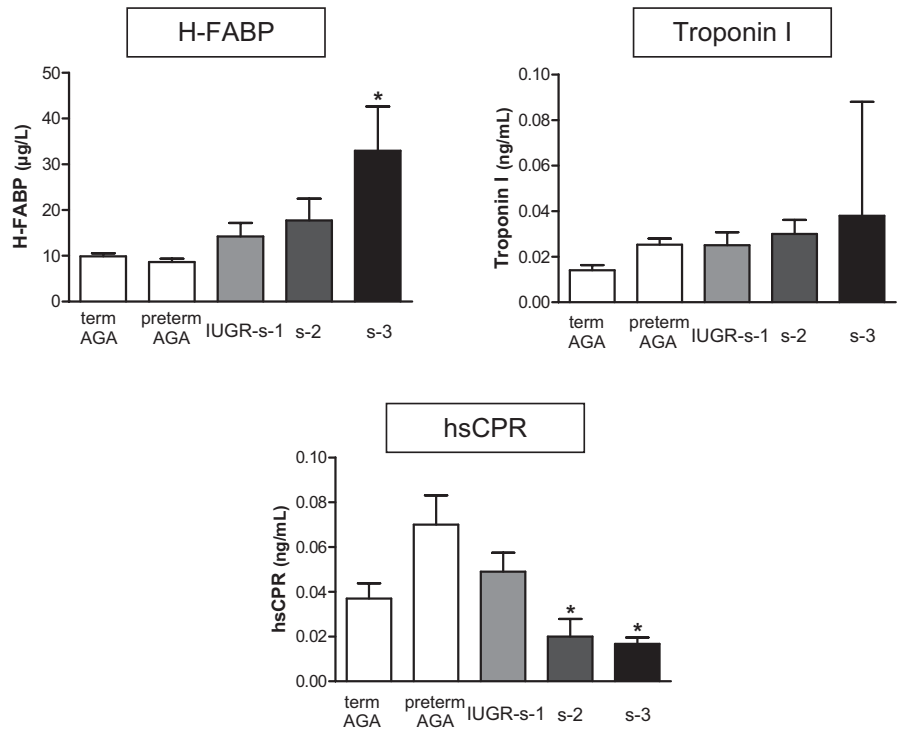 H-FABP
H-FABP (µg/L)
50
40
30
20
10
0
*
term
AGA
preterm
AGA
IUGR-s-1
s-2
s-3
Troponin I
Troponin I (ng/mL)
0.10
0.08
0.06
0.04
0.02
0.00
term
AGA
preterm
AGA
IUGR-s-1
s-2
s-3
hsCPR
hsCPR (ng/mL)
0.10
0.08
0.06
0.04
0.02
0.00
*
*
term
AGA
preterm
AGA
IUGR-s-1
s-2
s-3